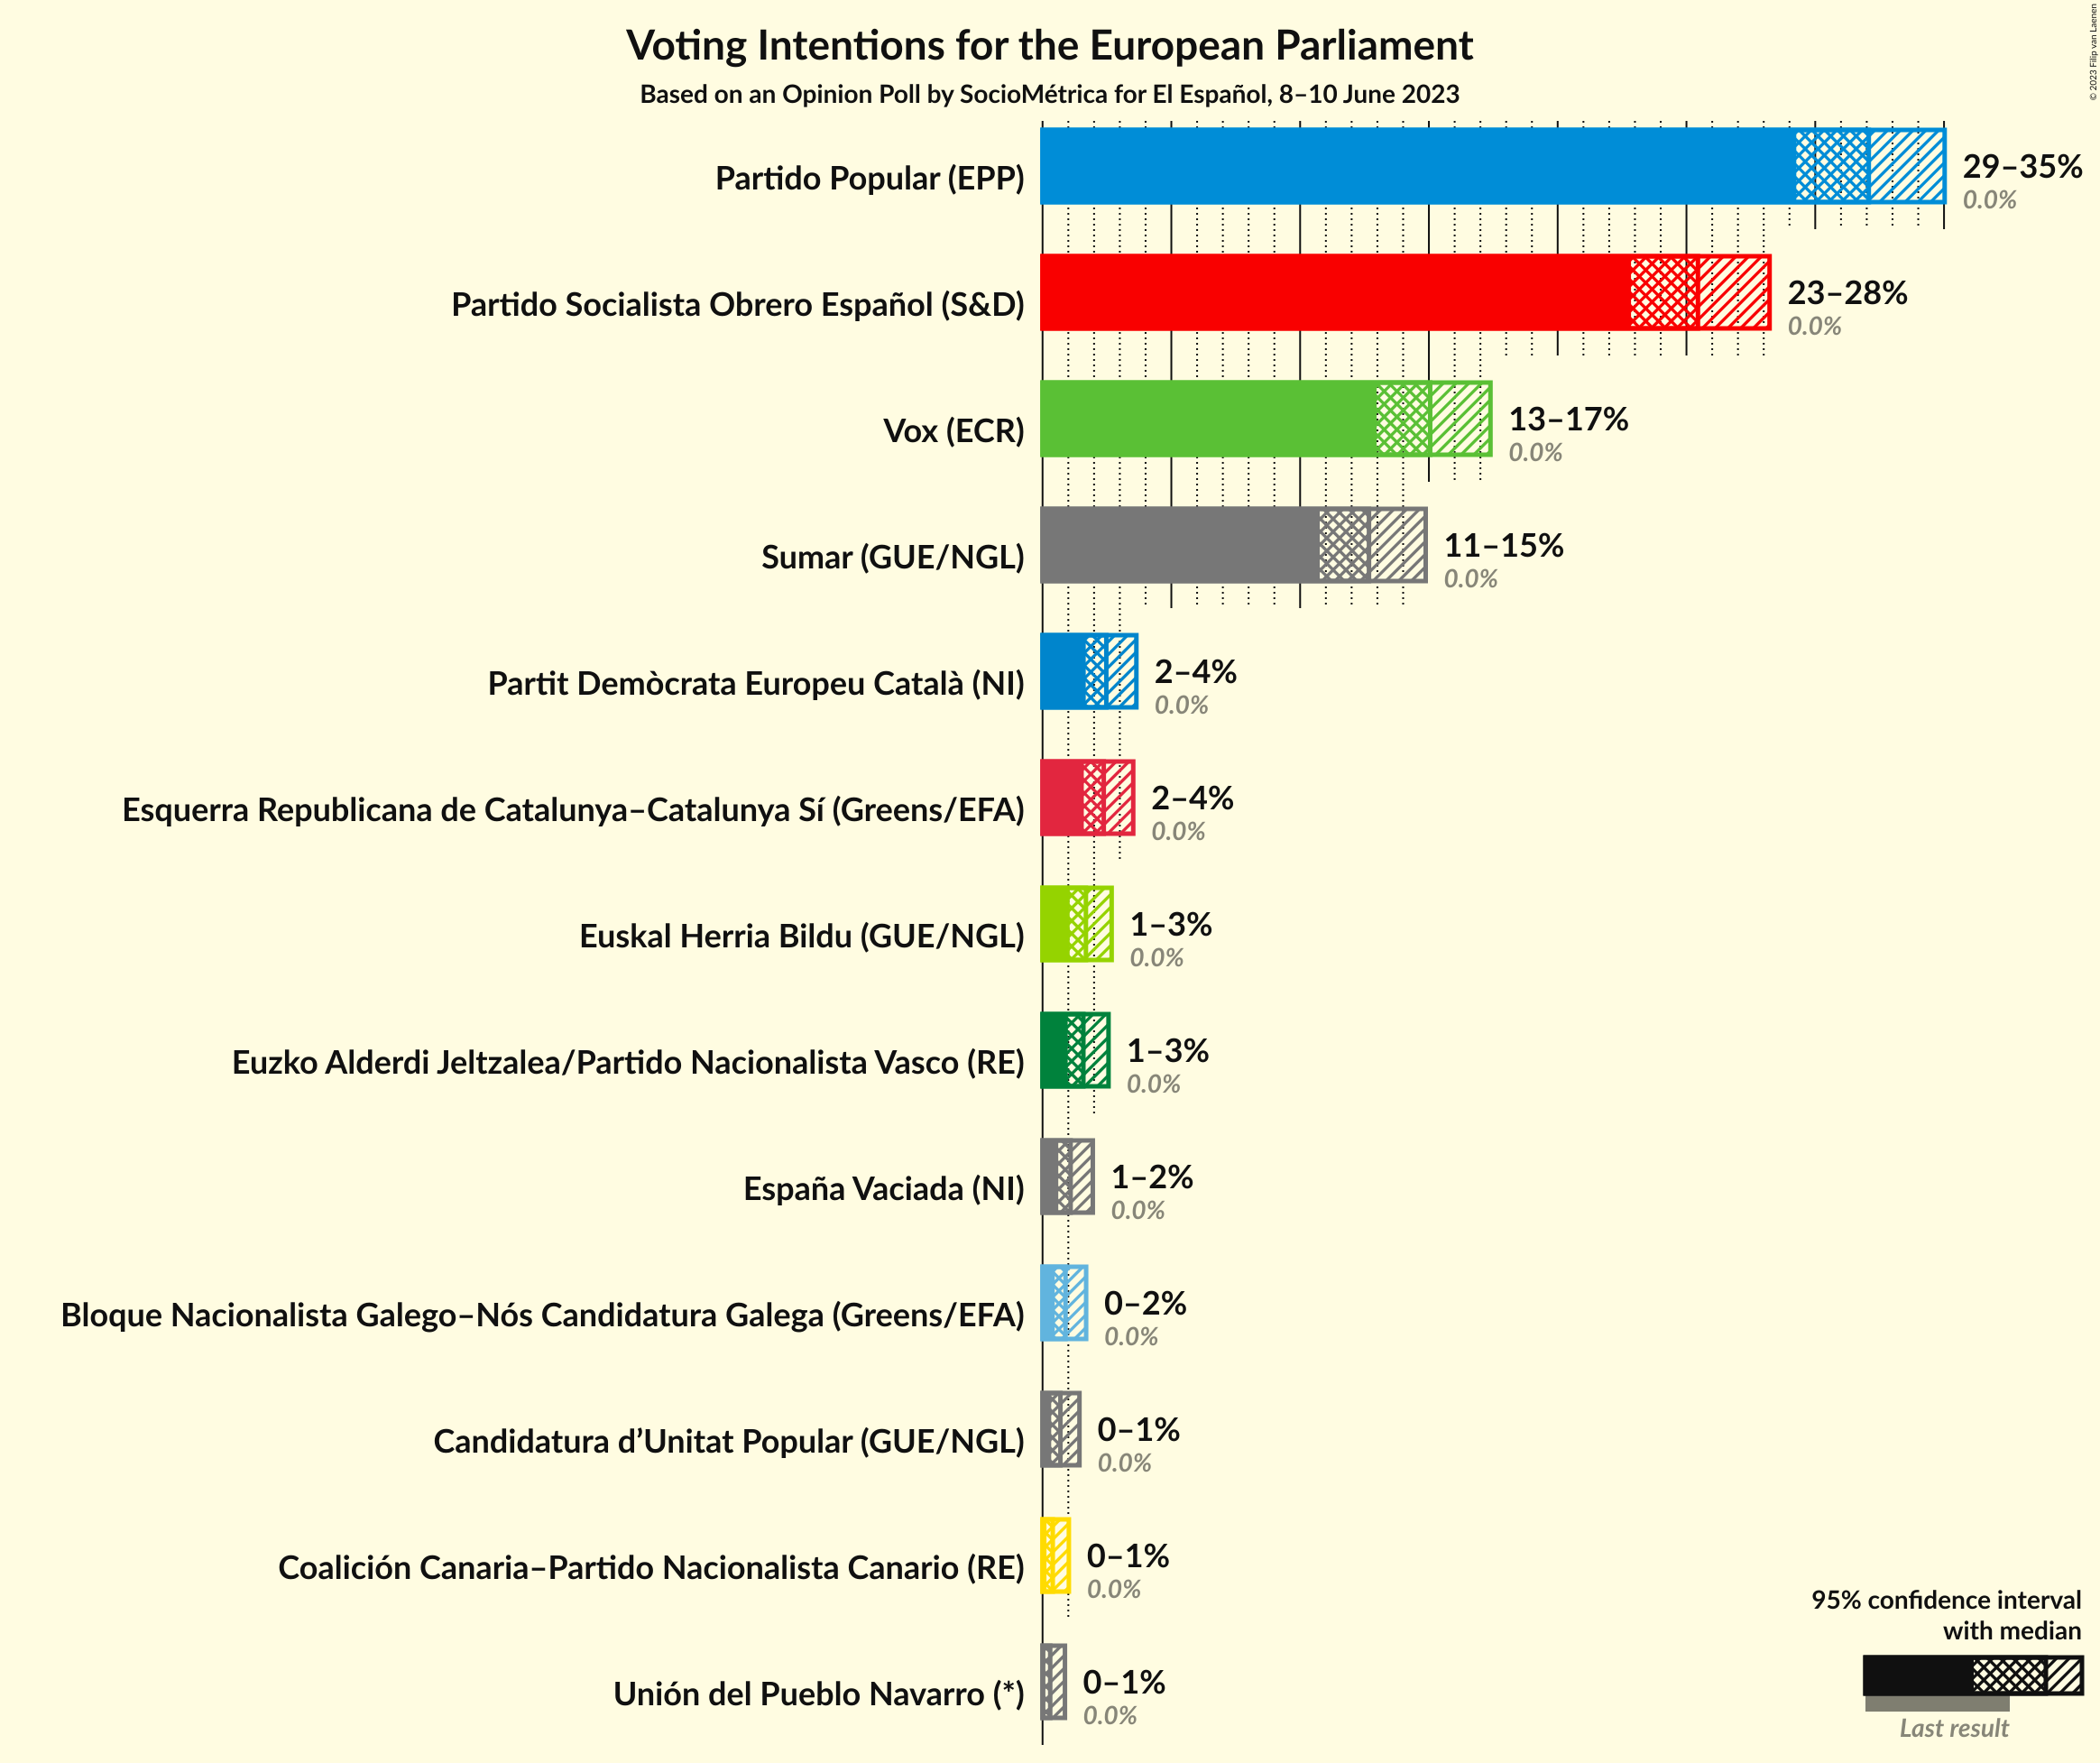 © 2023 Filip van Laenen
Voting Intentions for the European Parliament
Based on an Opinion Poll by SocioMétrica for El Español, 8–10 June 2023
Partido Popular (EPP)
29–35%
0.0%
Partido Socialista Obrero Español (S&D)
23–28%
0.0%
Vox (ECR)
13–17%
0.0%
Sumar (GUE/NGL)
11–15%
0.0%
Partit Demòcrata Europeu Català (NI)
2–4%
0.0%
Esquerra Republicana de Catalunya–Catalunya Sí (Greens/EFA)
2–4%
0.0%
Euskal Herria Bildu (GUE/NGL)
1–3%
0.0%
Euzko Alderdi Jeltzalea/Partido Nacionalista Vasco (RE)
1–3%
0.0%
España Vaciada (NI)
1–2%
0.0%
Bloque Nacionalista Galego–Nós Candidatura Galega (Greens/EFA)
0–2%
0.0%
Candidatura d’Unitat Popular (GUE/NGL)
0–1%
0.0%
Coalición Canaria–Partido Nacionalista Canario (RE)
0–1%
0.0%
Unión del Pueblo Navarro (*)
0–1%
0.0%
95% confidence interval
with median
Last result